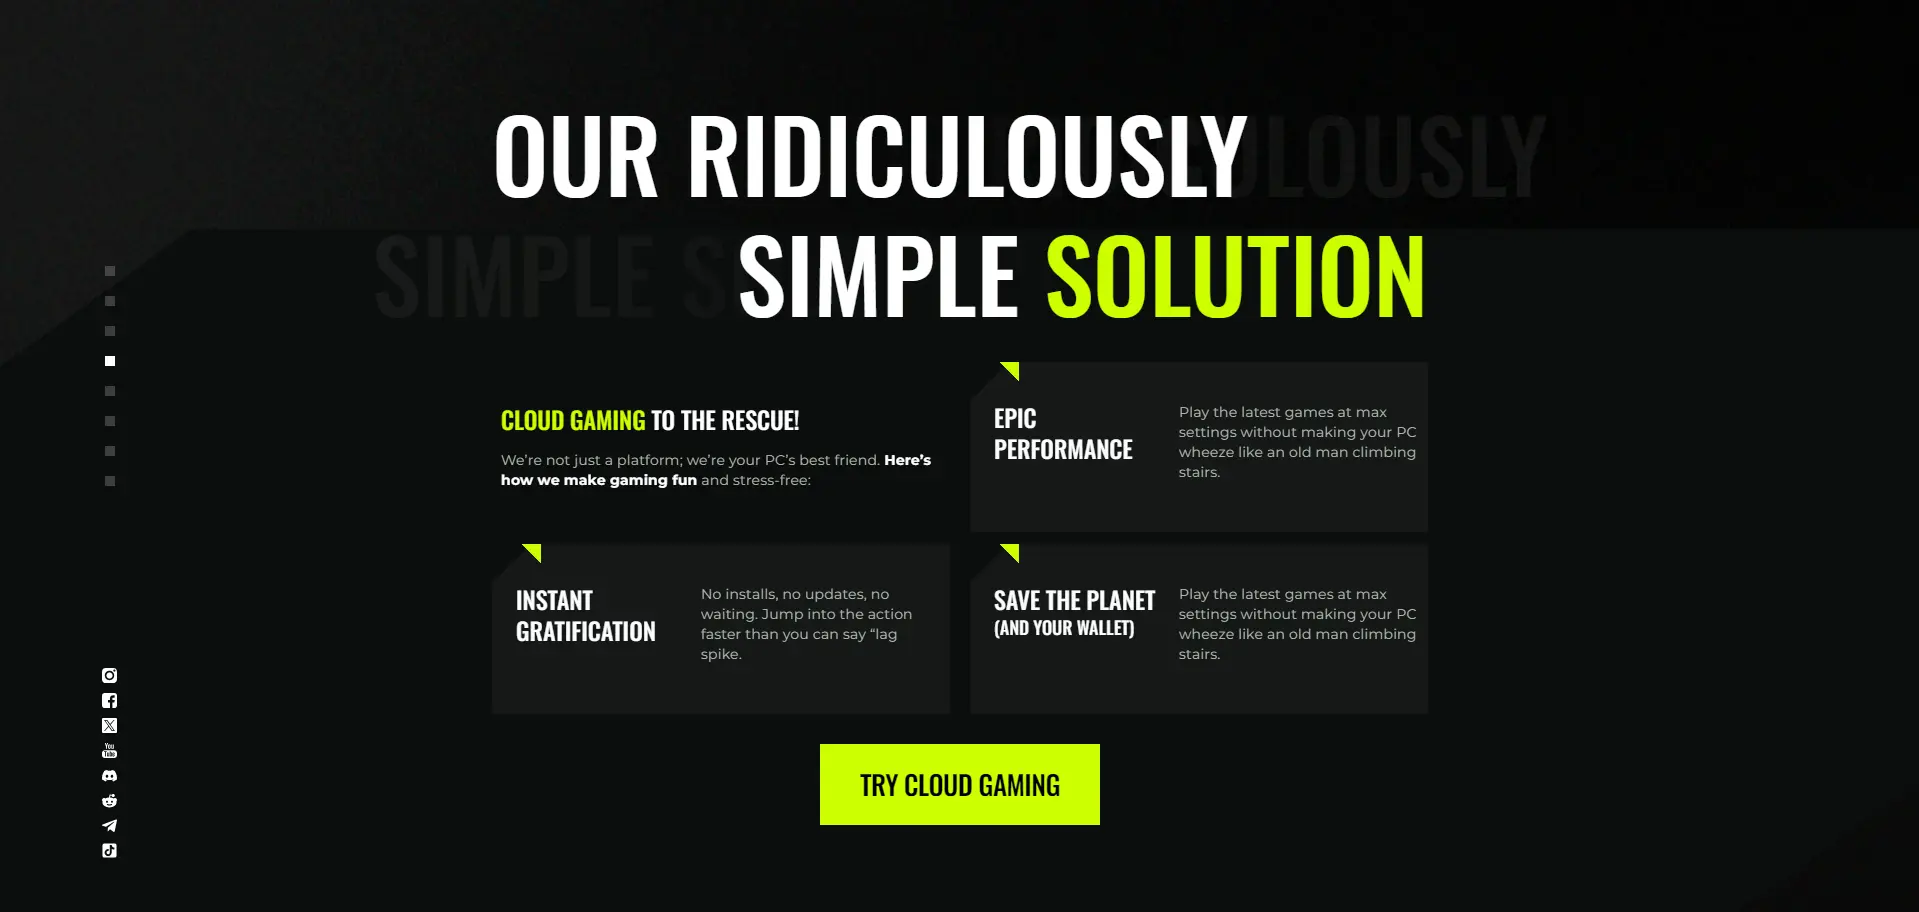 OUR RIDICULOUSLY
SIMPLE SOLUTION
CLOUD GAMING TO THE RESCUE!
We’re not just a platform; we’re your PC’s best friend. Here’s
how we make gaming fun and stress-free:
EPIC
PERFORMANCE
Play the latest games at max
settings without making your PC
wheeze like an old man climbing
stairs.
INSTANT
GRATIFICATION
No installs, no updates, no
waiting. Jump into the action
faster than you can say “lag
spike.
SAVE THE PLANET
(AND YOUR WALLET)
Play the latest games at max
settings without making your PC
wheeze like an old man climbing
stairs.
TRY CLOUD GAMING